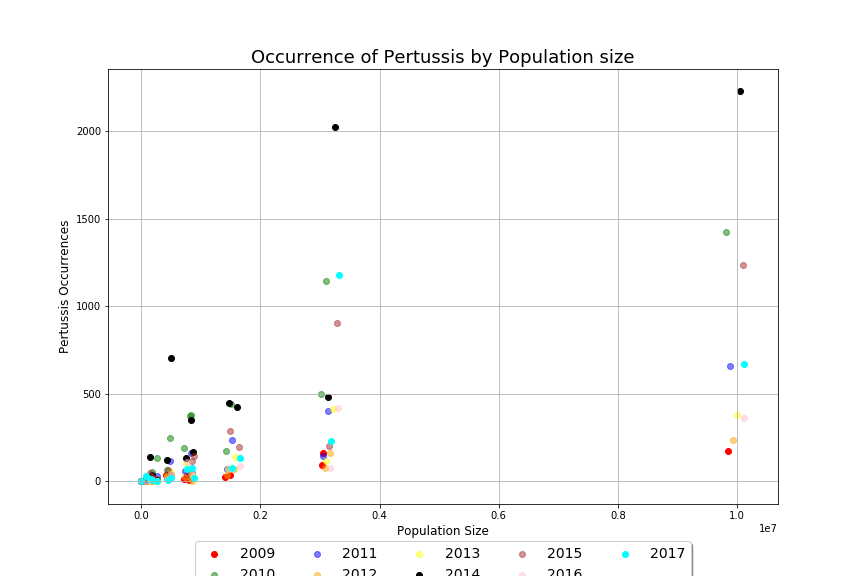 Occurrence of Pertussis by Population size
Pertussis Occurrences
2000
1500
1000
500
0
0.0 0.2 0.4 0.6 0.8 1.0
1e7
Population Size
2009 2011 2013 2015 2017
2010 2012 2014 2016